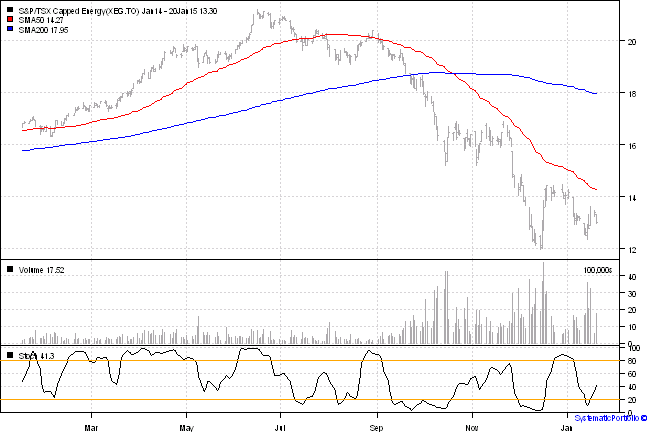 S&P/TSX Capped Energy(XEG.TO) Jan14 - 20Jan15 13.30
SMA50 14.27
SMA200 17.95
20
18
16
14
12
Volume 17.52
100,000s
40
30
20
10
0
Stoch 41.3
100
80
60
40
20
0
Mar
May
Jul
Sep
Nov
Jan
SystematicPortfolio ©